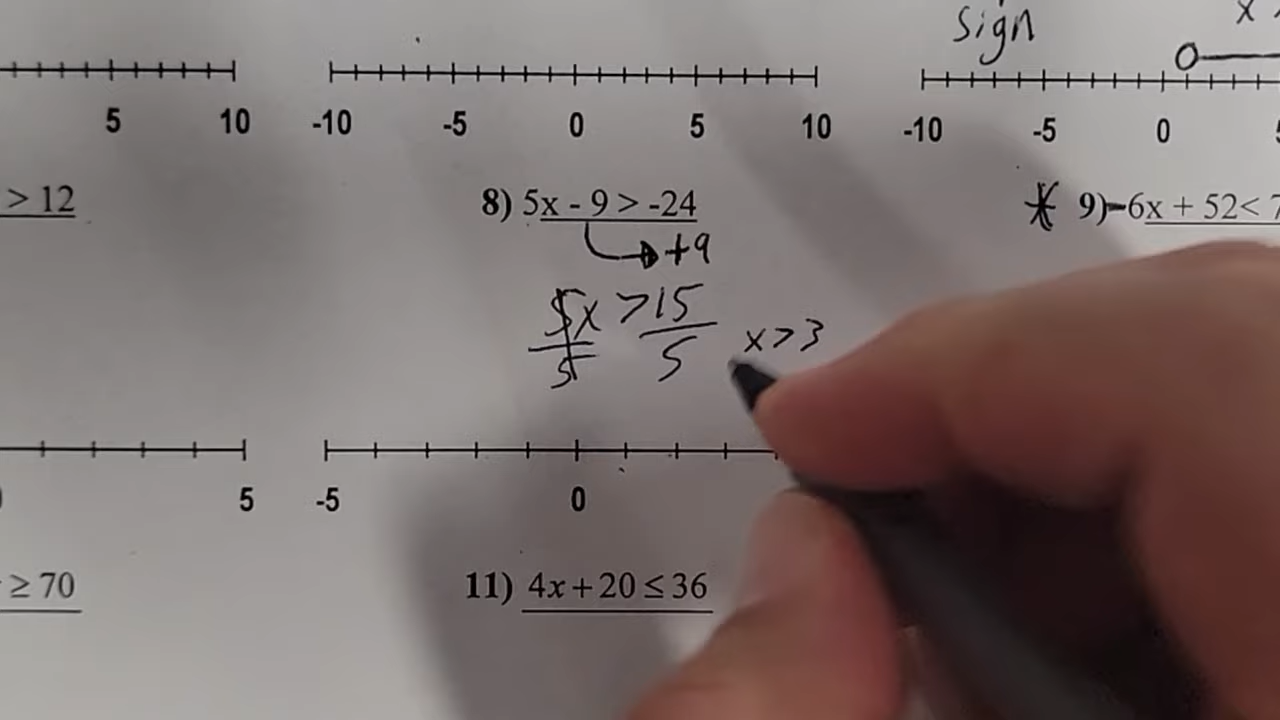 sign x
5 10 -10 -5 0 5 10 -10 -5 0
> 12 8) 5x - 9 > -24 * 9) -6x + 52 <
+9
5x > 15
5 5 x > 3
5 -5 0
≥ 70 11) 4x + 20 ≤ 36